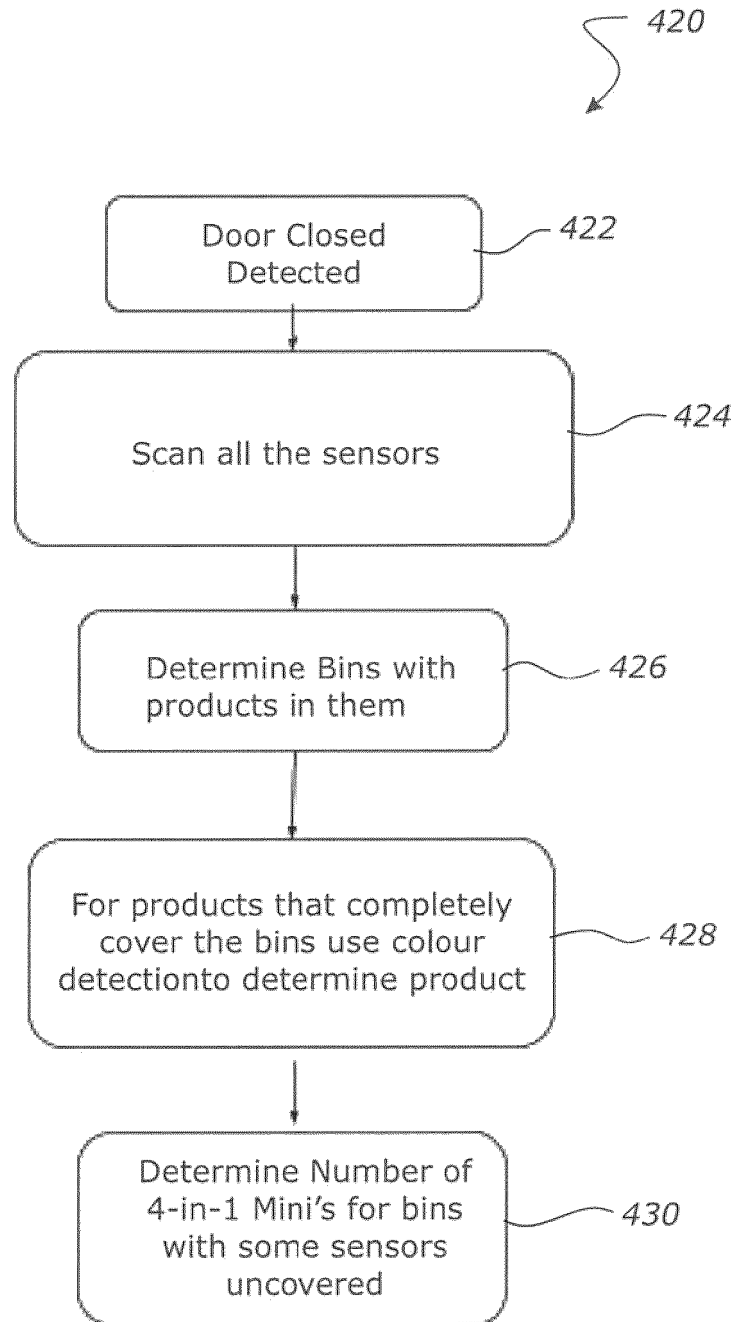 420
Door Closed
Detected
422
Scan all the sensors
424
Determine Bins with
products in them
426
For products that completely
cover the bins use colour
detectionto determine product
428
Determine Number of
4-in-1 Mini's for bins
with some sensors
uncovered
430